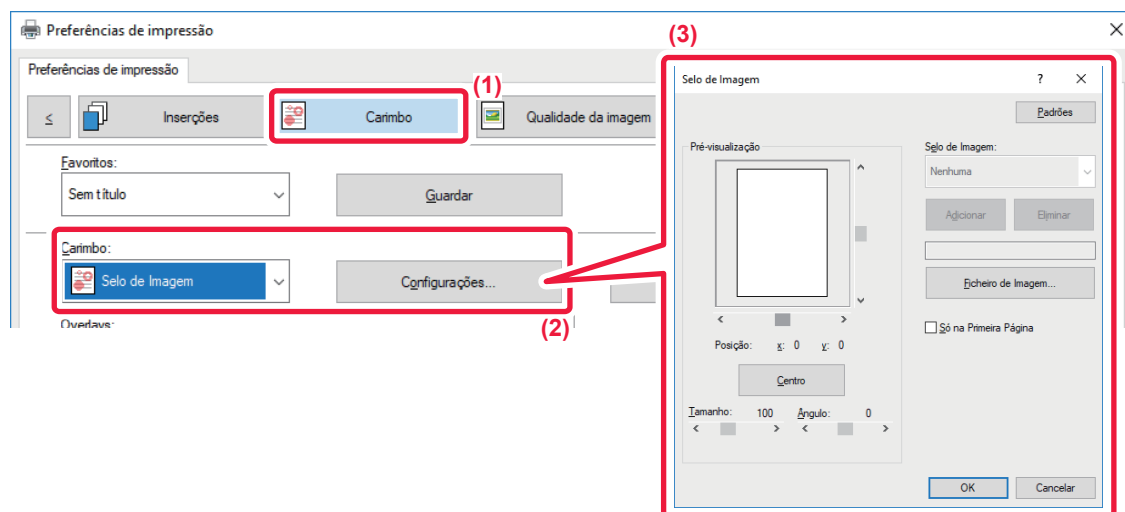 Preferências de impressão
Preferências de impressão
(1)
≤ Inserções Carimbo Qualidade da imagem
Favoritos:
Sem título Guardar
Carimbo:
Selo de Imagem Configurações...
Overlays:
(2)
(3)
Selo de Imagem ?
Padrões
Pré-visualização
Selo de Imagem:
Nenhuma
Adicionar Eliminar
Ficheiro de Imagem...
Só na Primeira Página
Posição: x: 0 y: 0
Centro
Tamanho: 100 Ângulo: 0
OK Cancelar